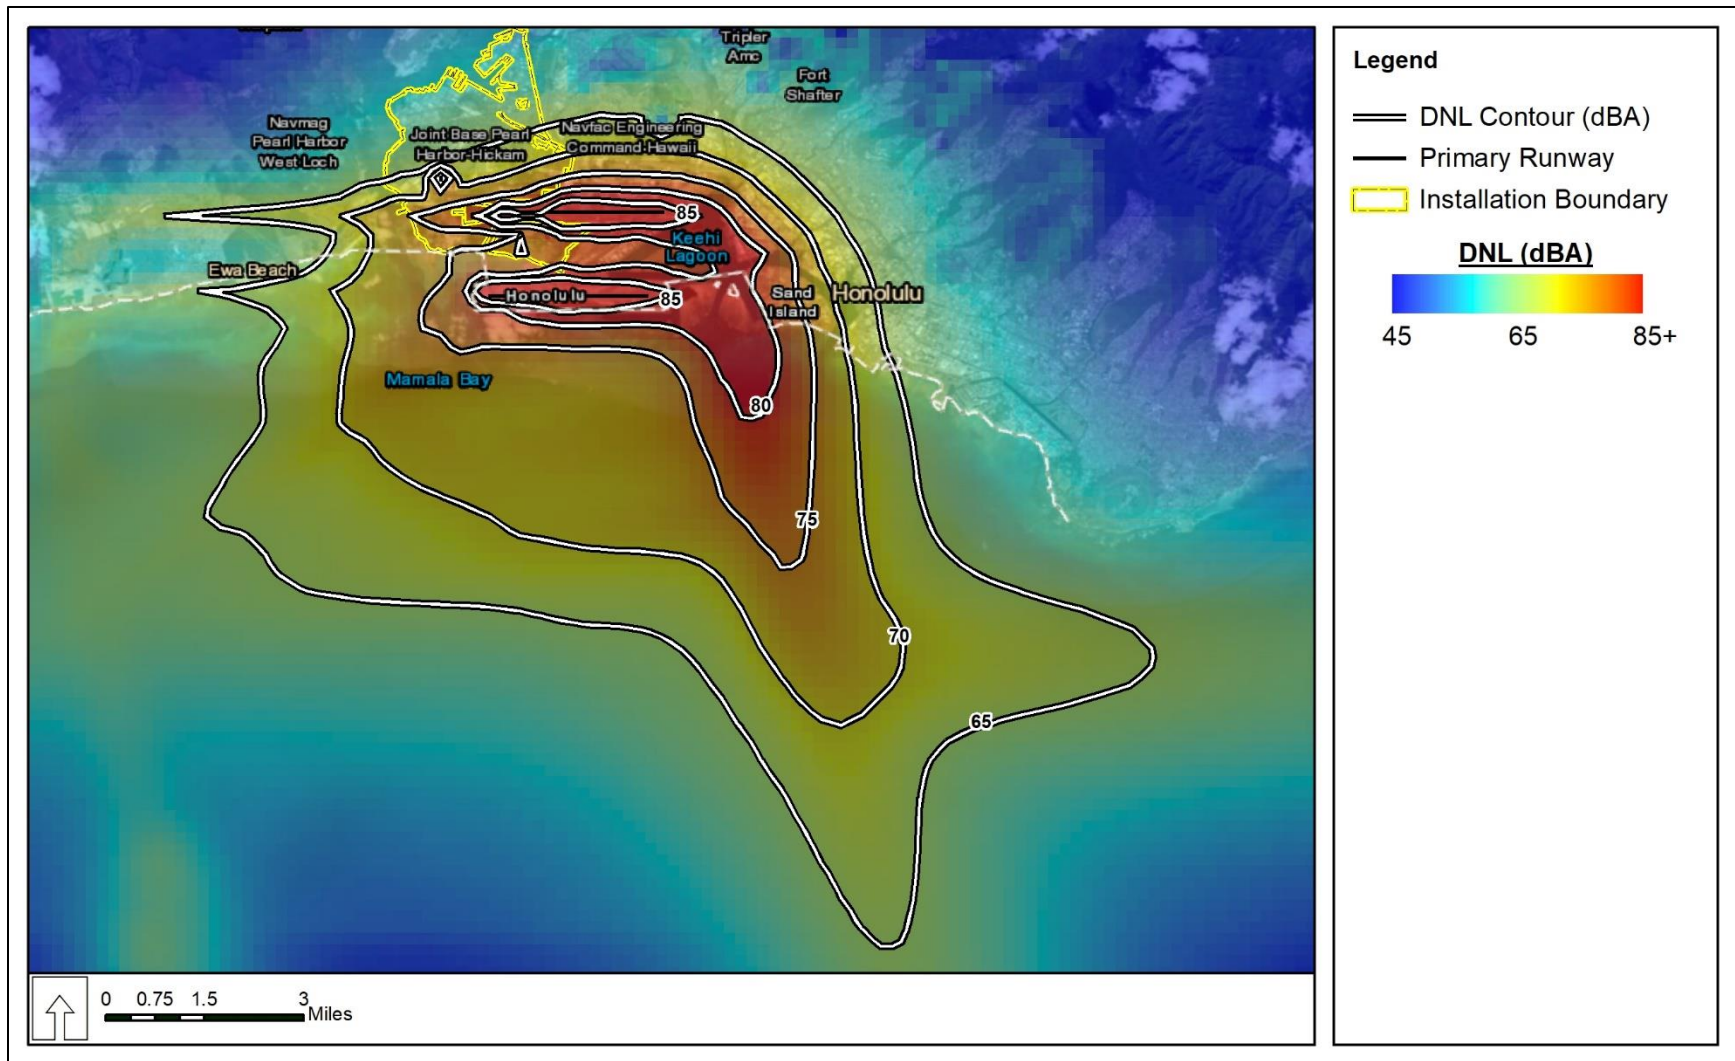 Tripler
Amc
Fort
Shafter
Navmag
Pearl Harbor
West Loch
Joint Base Pearl
Harbor-Hickam
Navfac Engineering
Command Hawaii
85
Keehi
Lagoon
Ewa Beach
Honolulu
85
Sand
Island
Honolulu
Mamala Bay
80
75
70
65
0 0.75 1.5 3
Miles
Legend
DNL Contour (dBA)
Primary Runway
Installation Boundary
DNL (dBA)
45 65 85+